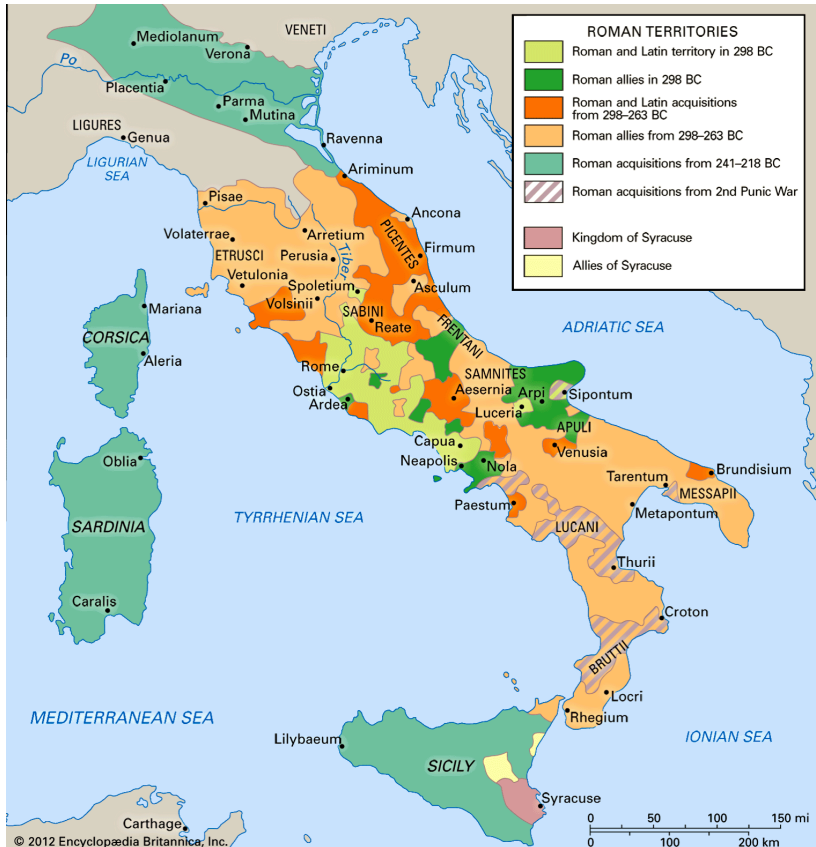 ROMAN TERRITORIES
Roman and Latin territory in 298 BC
Roman allies in 298 BC
Roman and Latin acquisitions
from 298–263 BC
Roman allies from 298–263 BC
Roman acquisitions from 241–218 BC
Roman acquisitions from 2nd Punic War
Kingdom of Syracuse
Allies of Syracuse
VENETI
Mediolanum
Verona
Po
Placentia
Parma
Mutina
LIGURES
Genua
Ravenna
LIGURIAN
SEA
Ariminum
Pisae
Ancona
Volaterrae
Arretium
PICENTES
Firmum
ETRUSCI
Perusia
Tiber
Vetulonia
Spoletium
Asculum
Volsinii
SABINI
Reate
FRENTANI
ADRIATIC SEA
Mariana
CORSICA
Aleria
Rome
SAMNITES
Aesernia
Arpi
Sipontum
Ostia
Ardea
Luceria
APULI
Capua
Venusia
Neapolis
Nola
Oblia
Tarentum
Brundisium
MESSAPII
Paestum
Metapontum
LUCANI
SARDINIA
TYRRHENIAN SEA
Thurii
Caralis
Croton
BRUTTII
Locri
Rhegium
MEDITERRANEAN SEA
Lilybaeum
IONIAN SEA
SICILY
Syracuse
Carthage
0 50 100 150 mi
0 100 200 km
© 2012 Encyclopædia Britannica, Inc.